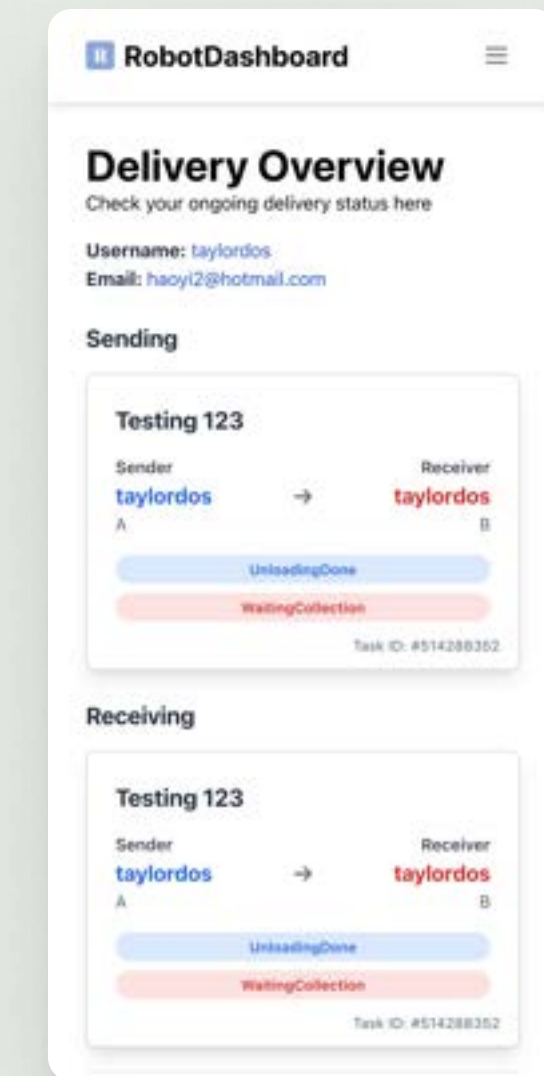 R RobotDashboard
Delivery Overview
Check your ongoing delivery status here
Username: taylordos
Email: haoyi2@hotmail.com
Sending
Testing 123
Sender Receiver
taylordos → taylordos
A B
UnloadingDone
WaitingCollection
Task ID: #514288352
Receiving
Testing 123
Sender Receiver
taylordos → taylordos
A B
UnloadingDone
WaitingCollection
Task ID: #514288352